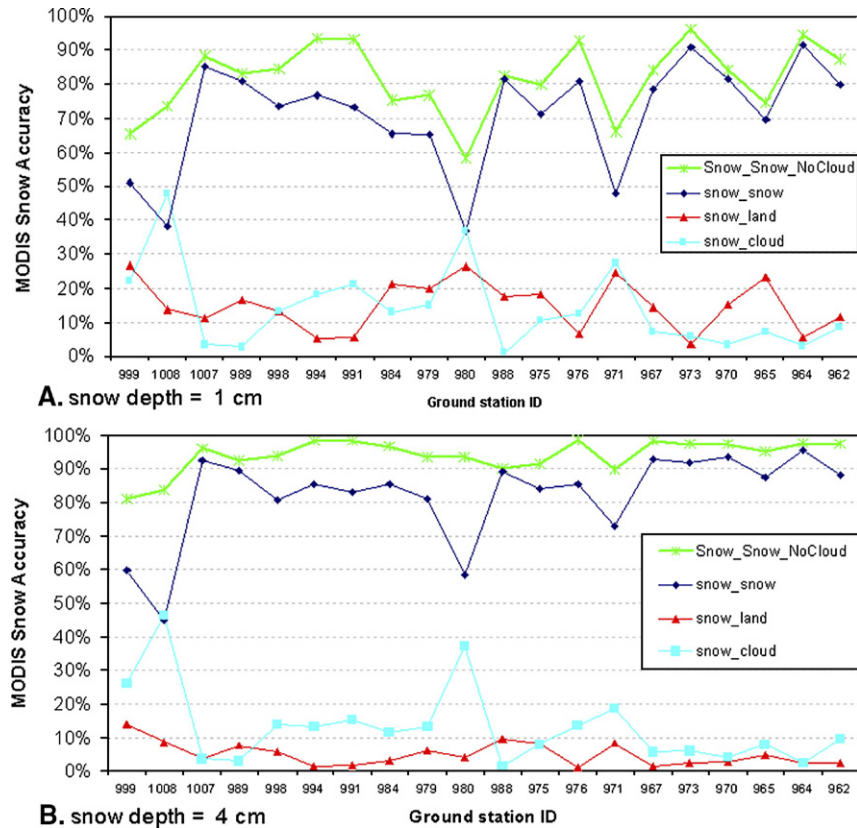 100%
90%
80%
70%
60%
50%
40%
30%
20%
10%
0%
MODIS Snow Accuracy
Snow_Snow_NoCloud
snow_snow
snow_land
snow_cloud
999 1008 1007 989 998 994 991 984 979 980 988 975 976 971 967 973 970 965 964 962
A. snow depth = 1 cm
Ground station ID
100%
90%
80%
70%
60%
50%
40%
30%
20%
10%
0%
MODIS Snow Accuracy
Snow_Snow_NoCloud
snow_snow
snow_land
snow_cloud
999 1008 1007 989 998 994 991 984 979 980 988 975 976 971 967 973 970 965 964 962
B. snow depth = 4 cm
Ground station ID